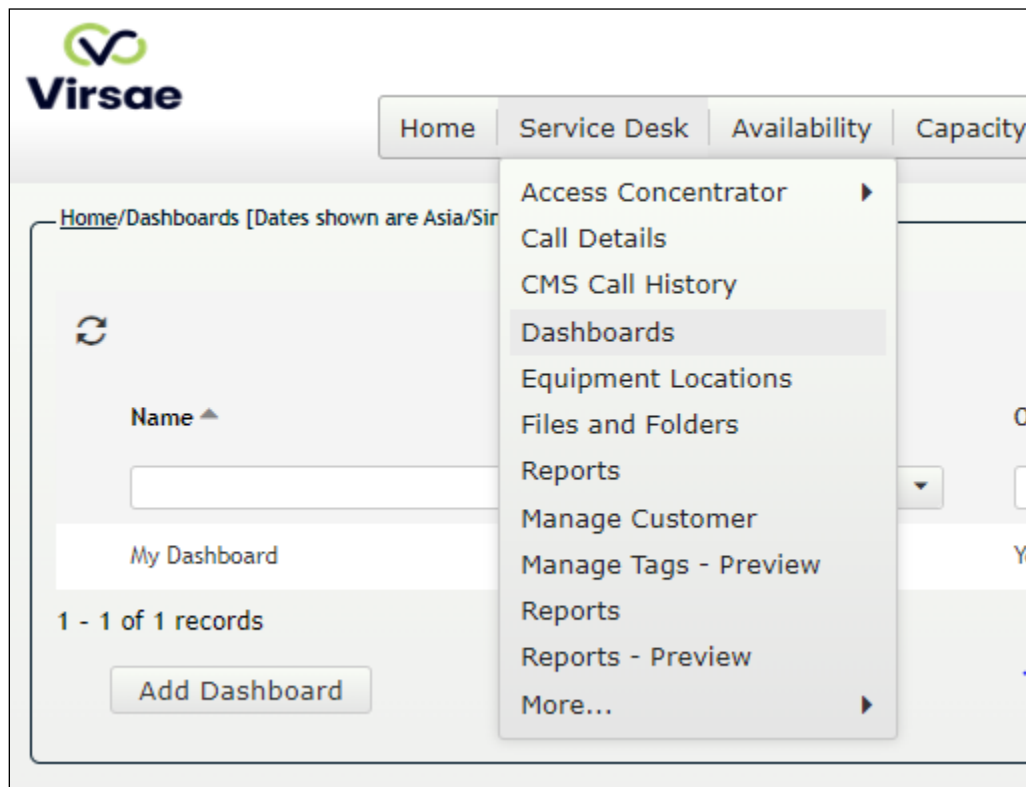 Virsae
Home Service Desk Availability Capacity
Home/Dashboards [Dates shown are Asia/Sin
Access Concentrator
Call Details
CMS Call History
Dashboards
Equipment Locations
Files and Folders
Reports
Manage Customer
Manage Tags - Preview
Reports
Reports - Preview
More...
Name
My Dashboard
1 - 1 of 1 records
Add Dashboard